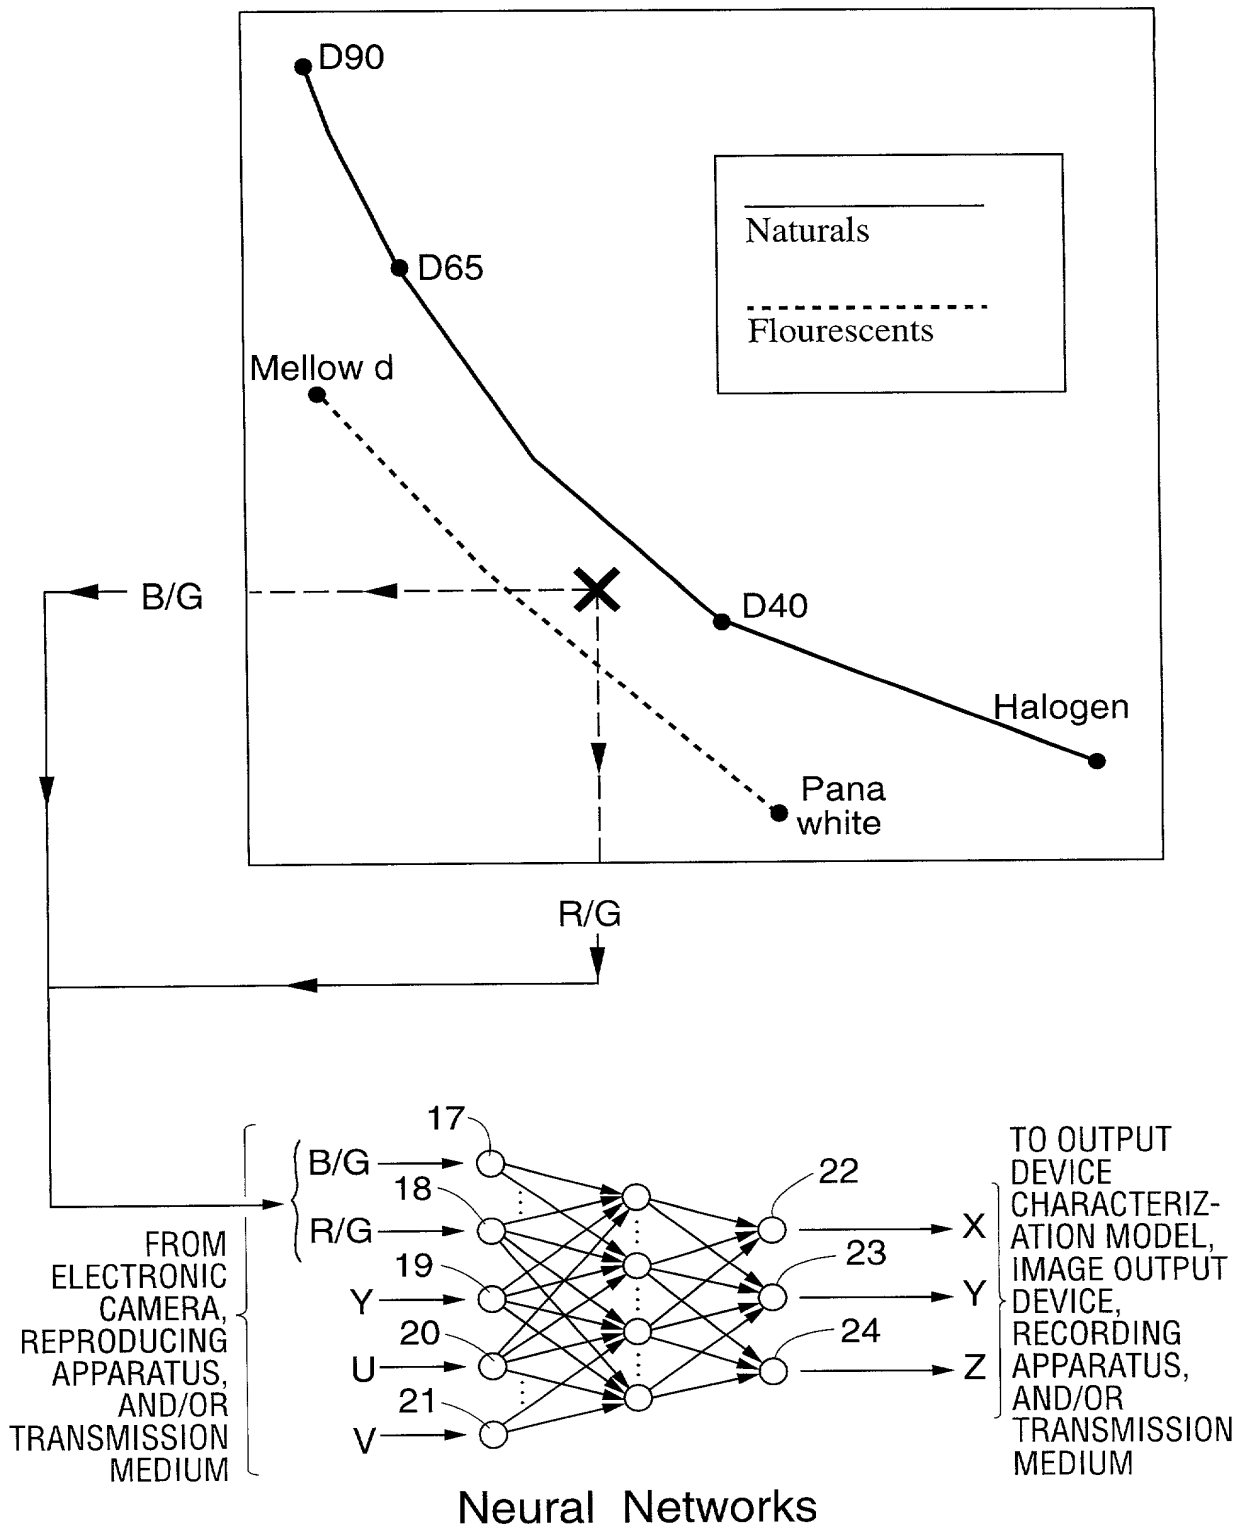 D90
Naturals
D65
Flourescents
Mellow d
B/G
D40
Halogen
Pana
white
R/G
17
B/G
18
R/G
19
Y
20
U
21
V
22
X
23
Y
24
Z
FROM
ELECTRONIC
CAMERA,
REPRODUCING
APPARATUS,
AND/OR
TRANSMISSION
MEDIUM
TO OUTPUT
DEVICE
CHARACTERIZ-
ATION MODEL,
IMAGE OUTPUT
DEVICE,
RECORDING
APPARATUS,
AND/OR
TRANSMISSION
MEDIUM
Neural Networks